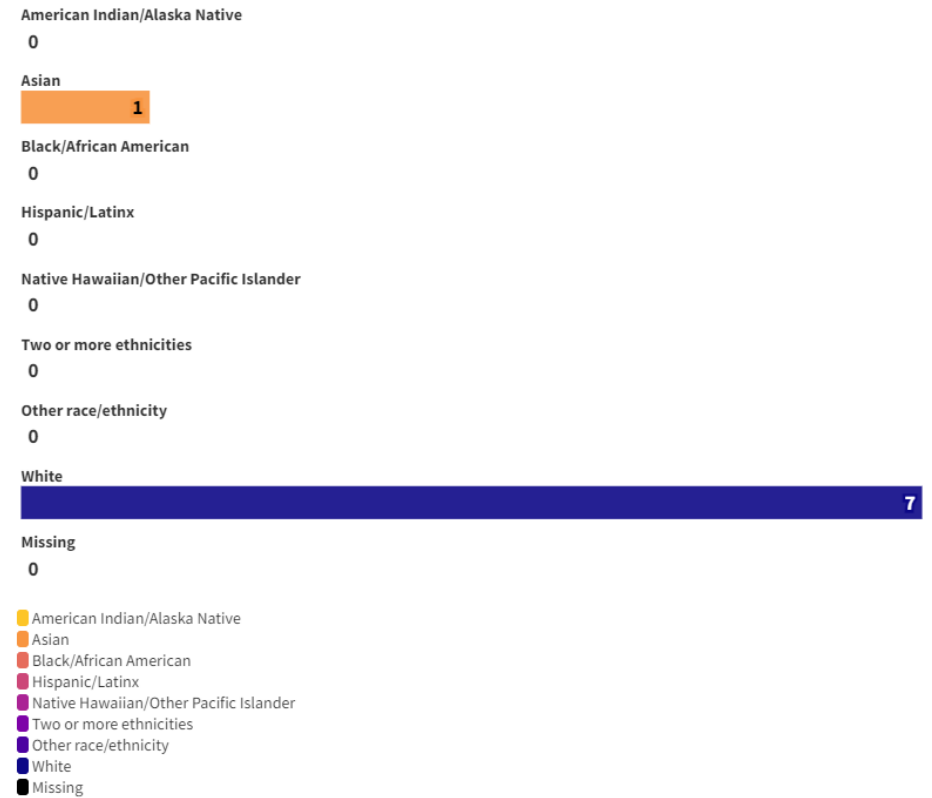 American Indian/Alaska Native
0
Asian
1
Black/African American
0
Hispanic/Latinx
0
Native Hawaiian/Other Pacific Islander
0
Two or more ethnicities
0
Other race/ethnicity
0
White
7
Missing
0
American Indian/Alaska Native
Asian
Black/African American
Hispanic/Latinx
Native Hawaiian/Other Pacific Islander
Two or more ethnicities
Other race/ethnicity
White
Missing